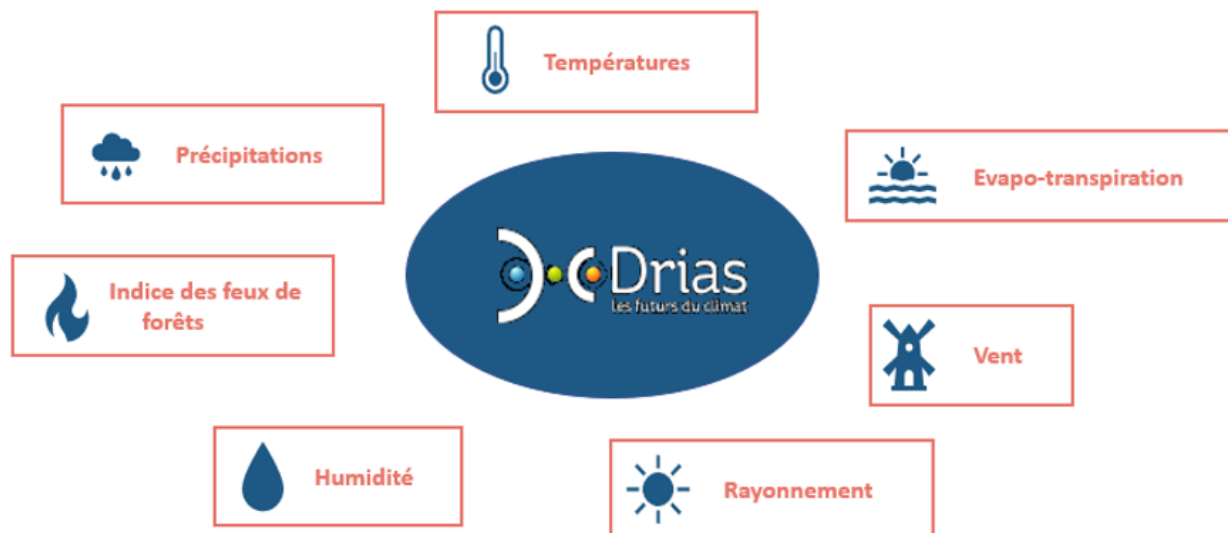 Températures
Précipitations
Evapo-transpiration
Drias
les futurs du climat
Indice des feux de
forêts
Vent
Humidité
Rayonnement